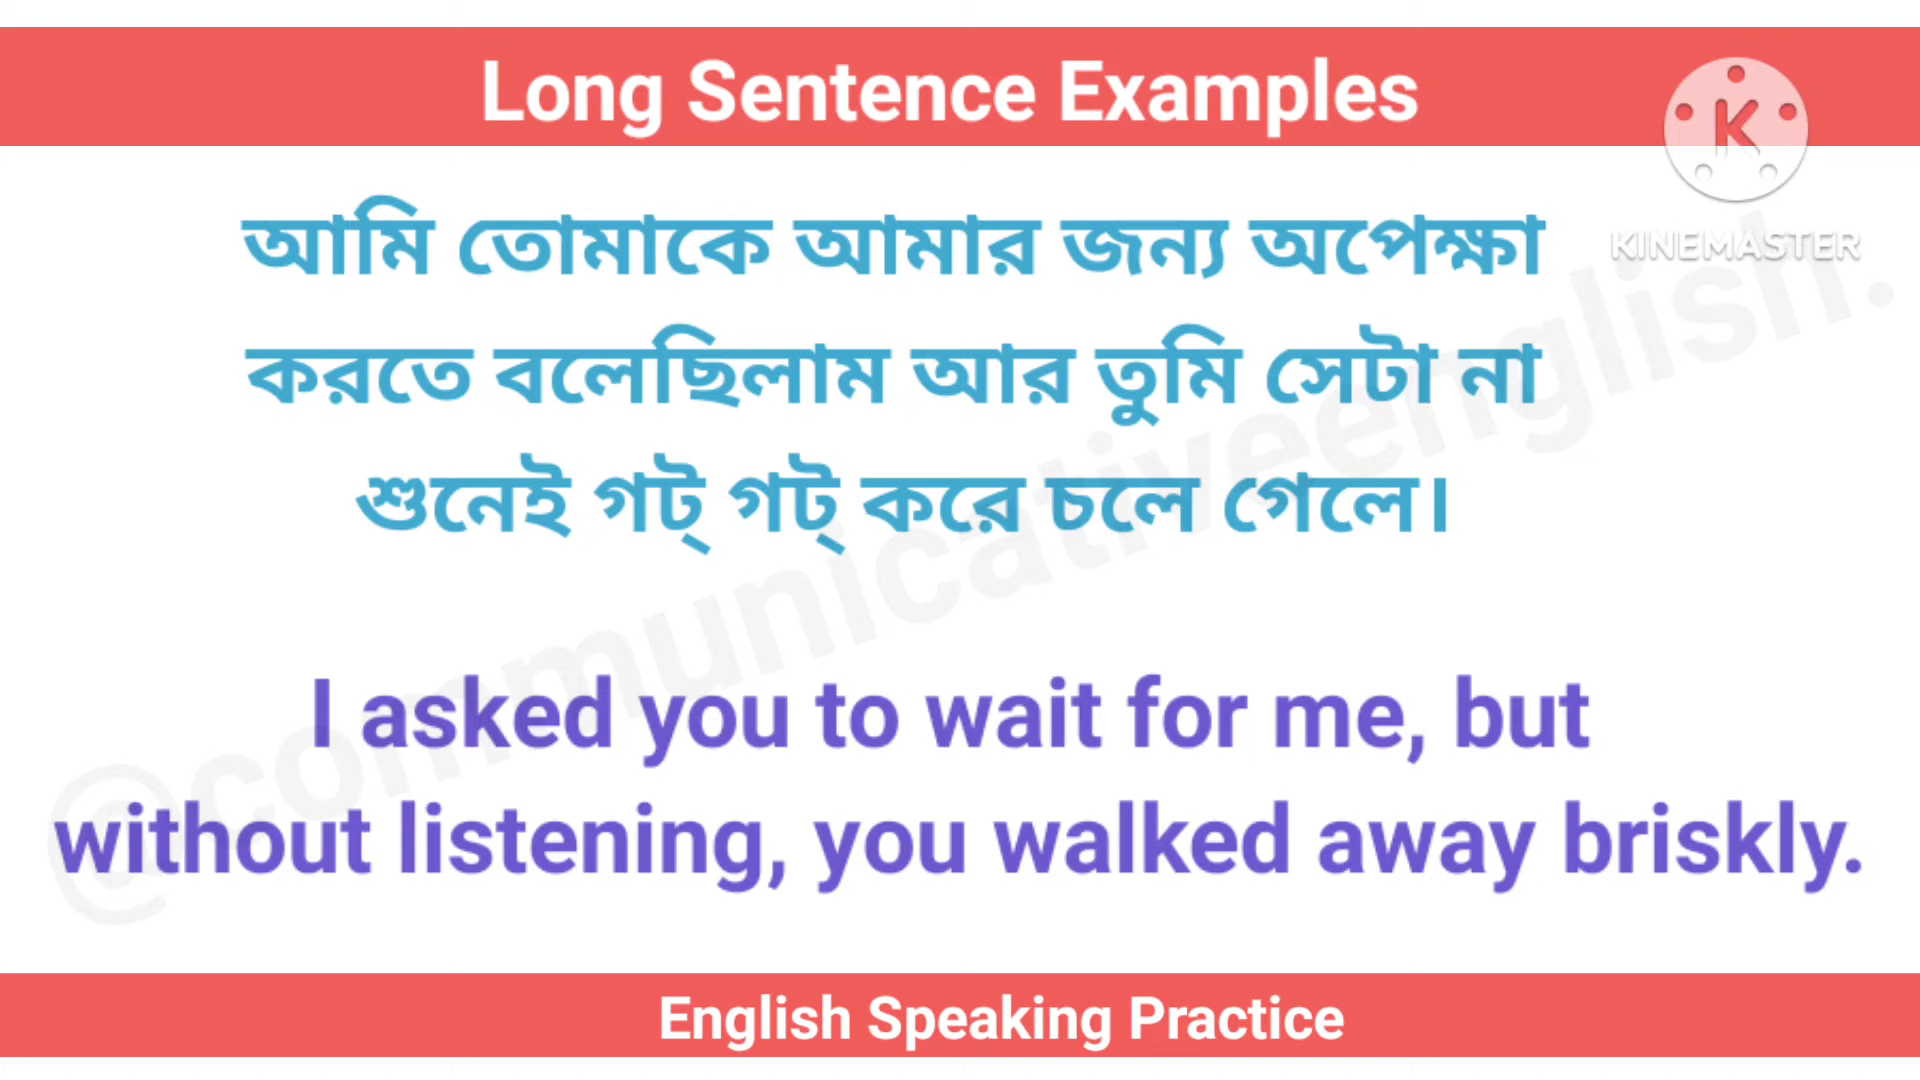 Long Sentence Examples
K
KINEMASTER
আমি তোমাকে আমার জন্য অপেক্ষা
করতে বলেছিলাম আর তুমি সেটা না
শুনেই গট্ গট্ করে চলে গেলে।
@communicativeenglish.
I asked you to wait for me, but
without listening, you walked away briskly.
English Speaking Practice